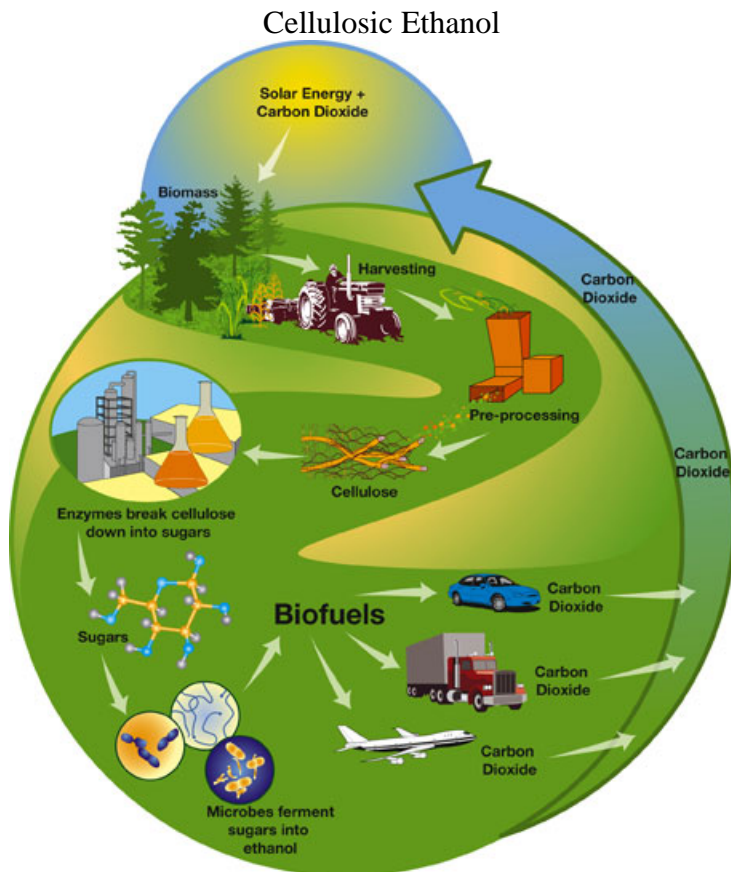 Cellulosic Ethanol
Solar Energy +
Carbon Dioxide
Biomass
Harvesting
Carbon
Dioxide
Pre-processing
Cellulose
Carbon
Dioxide
Enzymes break cellulose
down into sugars
Sugars
Biofuels
Carbon
Dioxide
Carbon
Dioxide
Carbon
Dioxide
Microbes ferment
sugars into
ethanol